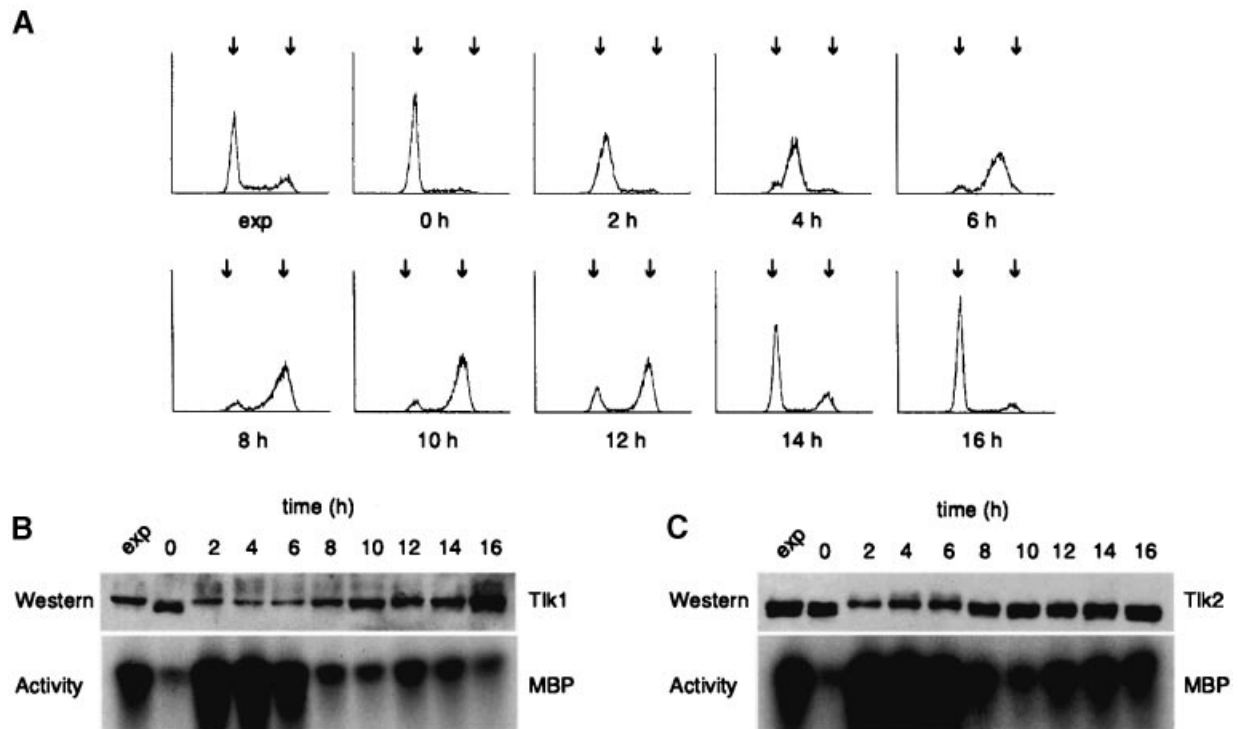 A
exp 0 h 2 h 4 h 6 h
8 h 10 h 12 h 14 h 16 h
B
time (h)
exp 0 2 4 6 8 10 12 14 16
Western Tlk1
Activity MBP
C
time (h)
exp 0 2 4 6 8 10 12 14 16
Western Tlk2
Activity MBP